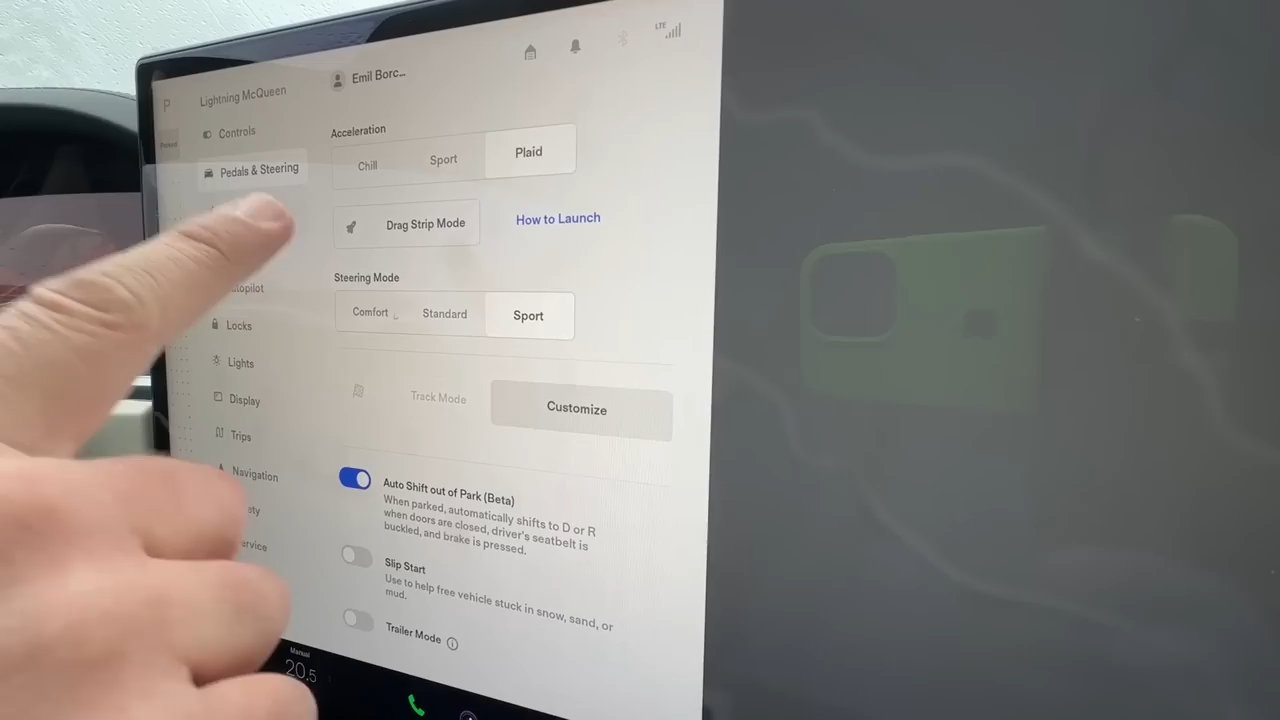 LTE
P
Lightning McQueen
Emil Borc...
Controls
Pedals & Steering
Acceleration
Chill
Sport
Plaid
Drag Strip Mode
How to Launch
Steering Mode
Comfort
Standard
Sport
Locks
Lights
Display
Trips
Navigation
Track Mode
Customize
Auto Shift out of Park (Beta)
When parked, automatically shifts to D or R
when doors are closed, driver's seatbelt is
buckled, and brake is pressed.
Slip Start
Use to help free vehicle stuck in snow, sand, or
mud.
Trailer Mode
Manual
20.5